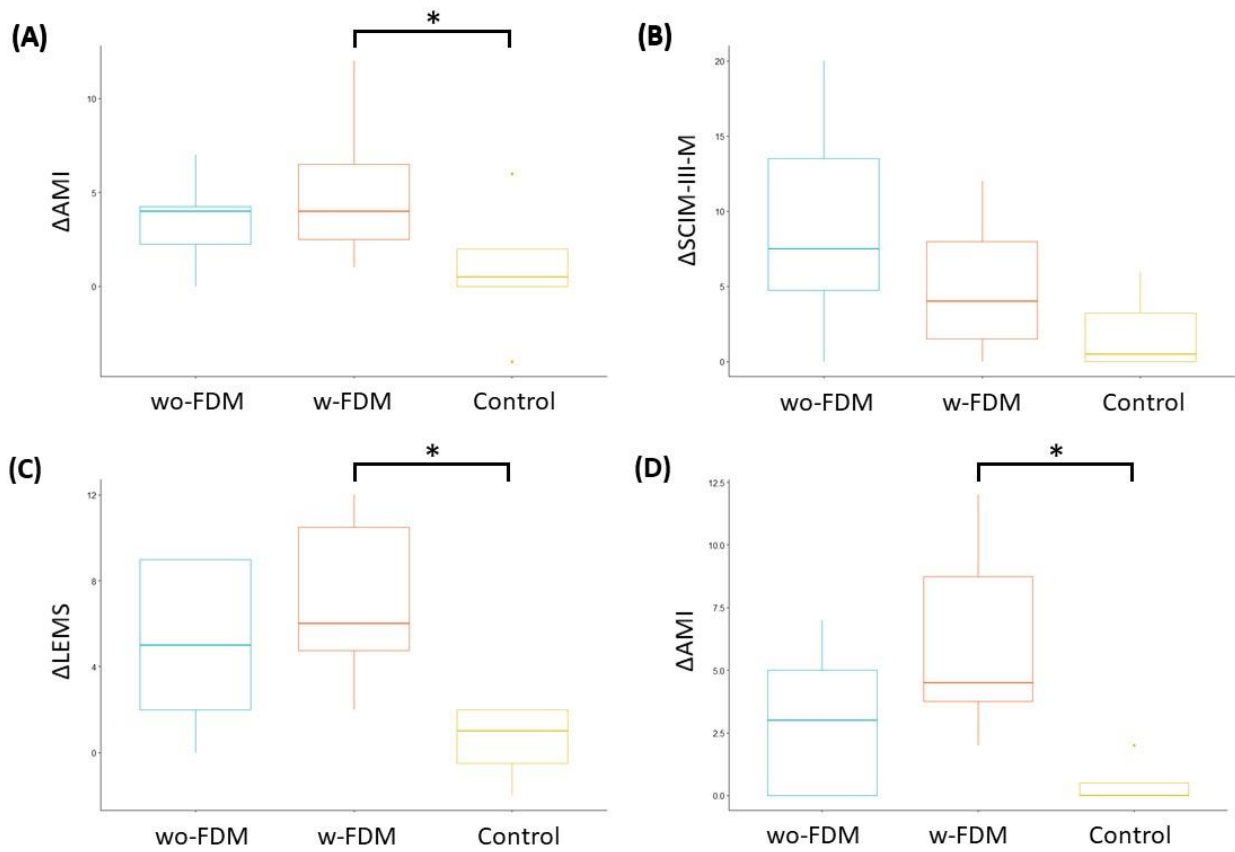 (A)
*
ΔAMI
10
5
0
wo-FDM w-FDM Control
(B)
ΔSCIM-III-M
20
15
10
5
0
wo-FDM w-FDM Control
(C)
*
ΔLEMS
12
8
4
0
wo-FDM w-FDM Control
(D)
*
ΔAMI
12.5
10.0
7.5
5.0
2.5
0.0
wo-FDM w-FDM Control